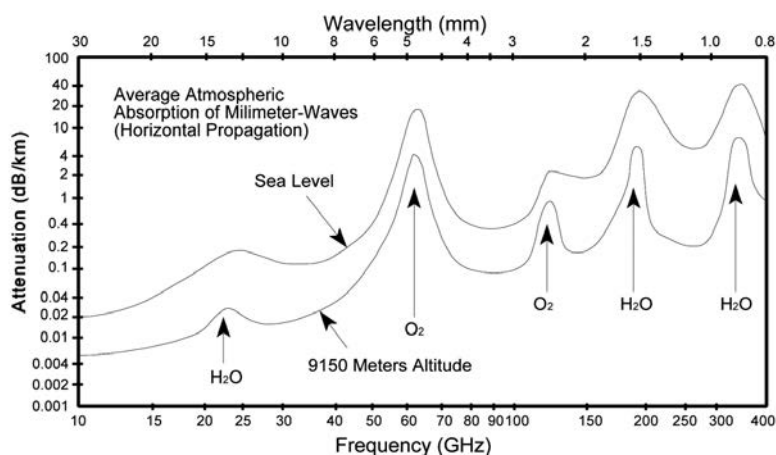 Wavelength (mm)
30 20 15 10 8 6 5 4 3 2 1.5 1.0 0.8
100
40
20
10
4
2
1
0.4
0.2
0.1
0.04
0.02
0.01
0.004
0.002
0.001
Attenuation (dB/km)
Average Atmospheric
Absorption of Milimeter-Waves
(Horizontal Propagation)
Sea Level
H2O
9150 Meters Altitude
O2
O2
H2O
H2O
10 15 20 25 30 40 50 60 70 80 90 100 150 200 250 300 400
Frequency (GHz)